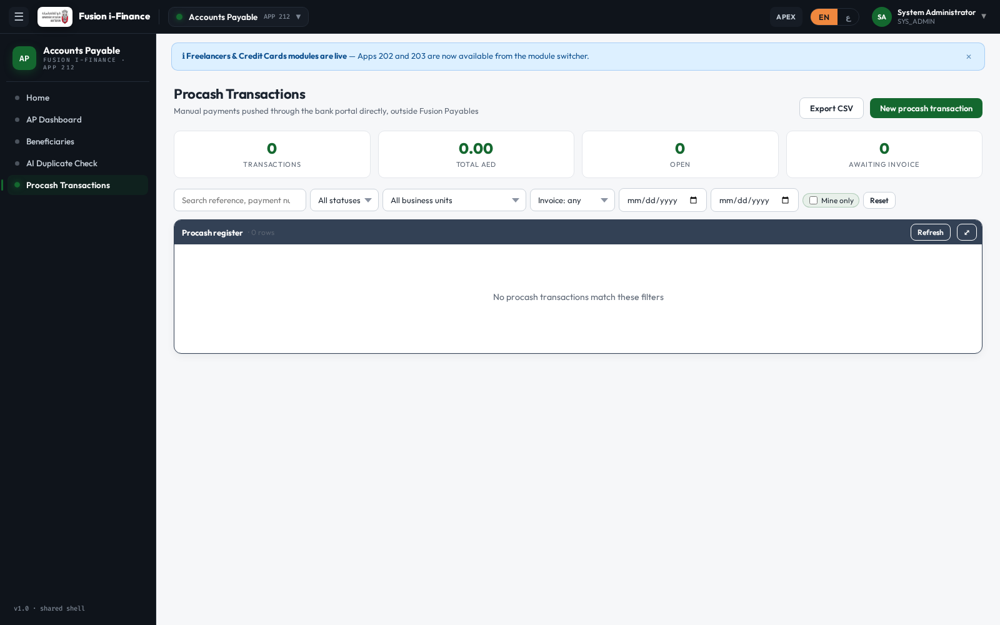 ☰ Fusion i-Finance Accounts Payable APP 212 ▼ APEX EN ع SA System Administrator ▼
SYS_ADMIN
AP Accounts Payable
FUSION I-FINANCE ·
APP 212
Home
AP Dashboard
Beneficiaries
AI Duplicate Check
Procash Transactions
v1.0 · shared shell
ℹ Freelancers & Credit Cards modules are live — Apps 202 and 203 are now available from the module switcher. ×
Procash Transactions
Manual payments pushed through the bank portal directly, outside Fusion Payables
Export CSV New procash transaction
0 0.00 0 0
TRANSACTIONS TOTAL AED OPEN AWAITING INVOICE
Search reference, payment nu All statuses All business units Invoice: any mm/dd/yyyy mm/dd/yyyy Mine only Reset
Procash register · 0 rows Refresh ⤢
No procash transactions match these filters